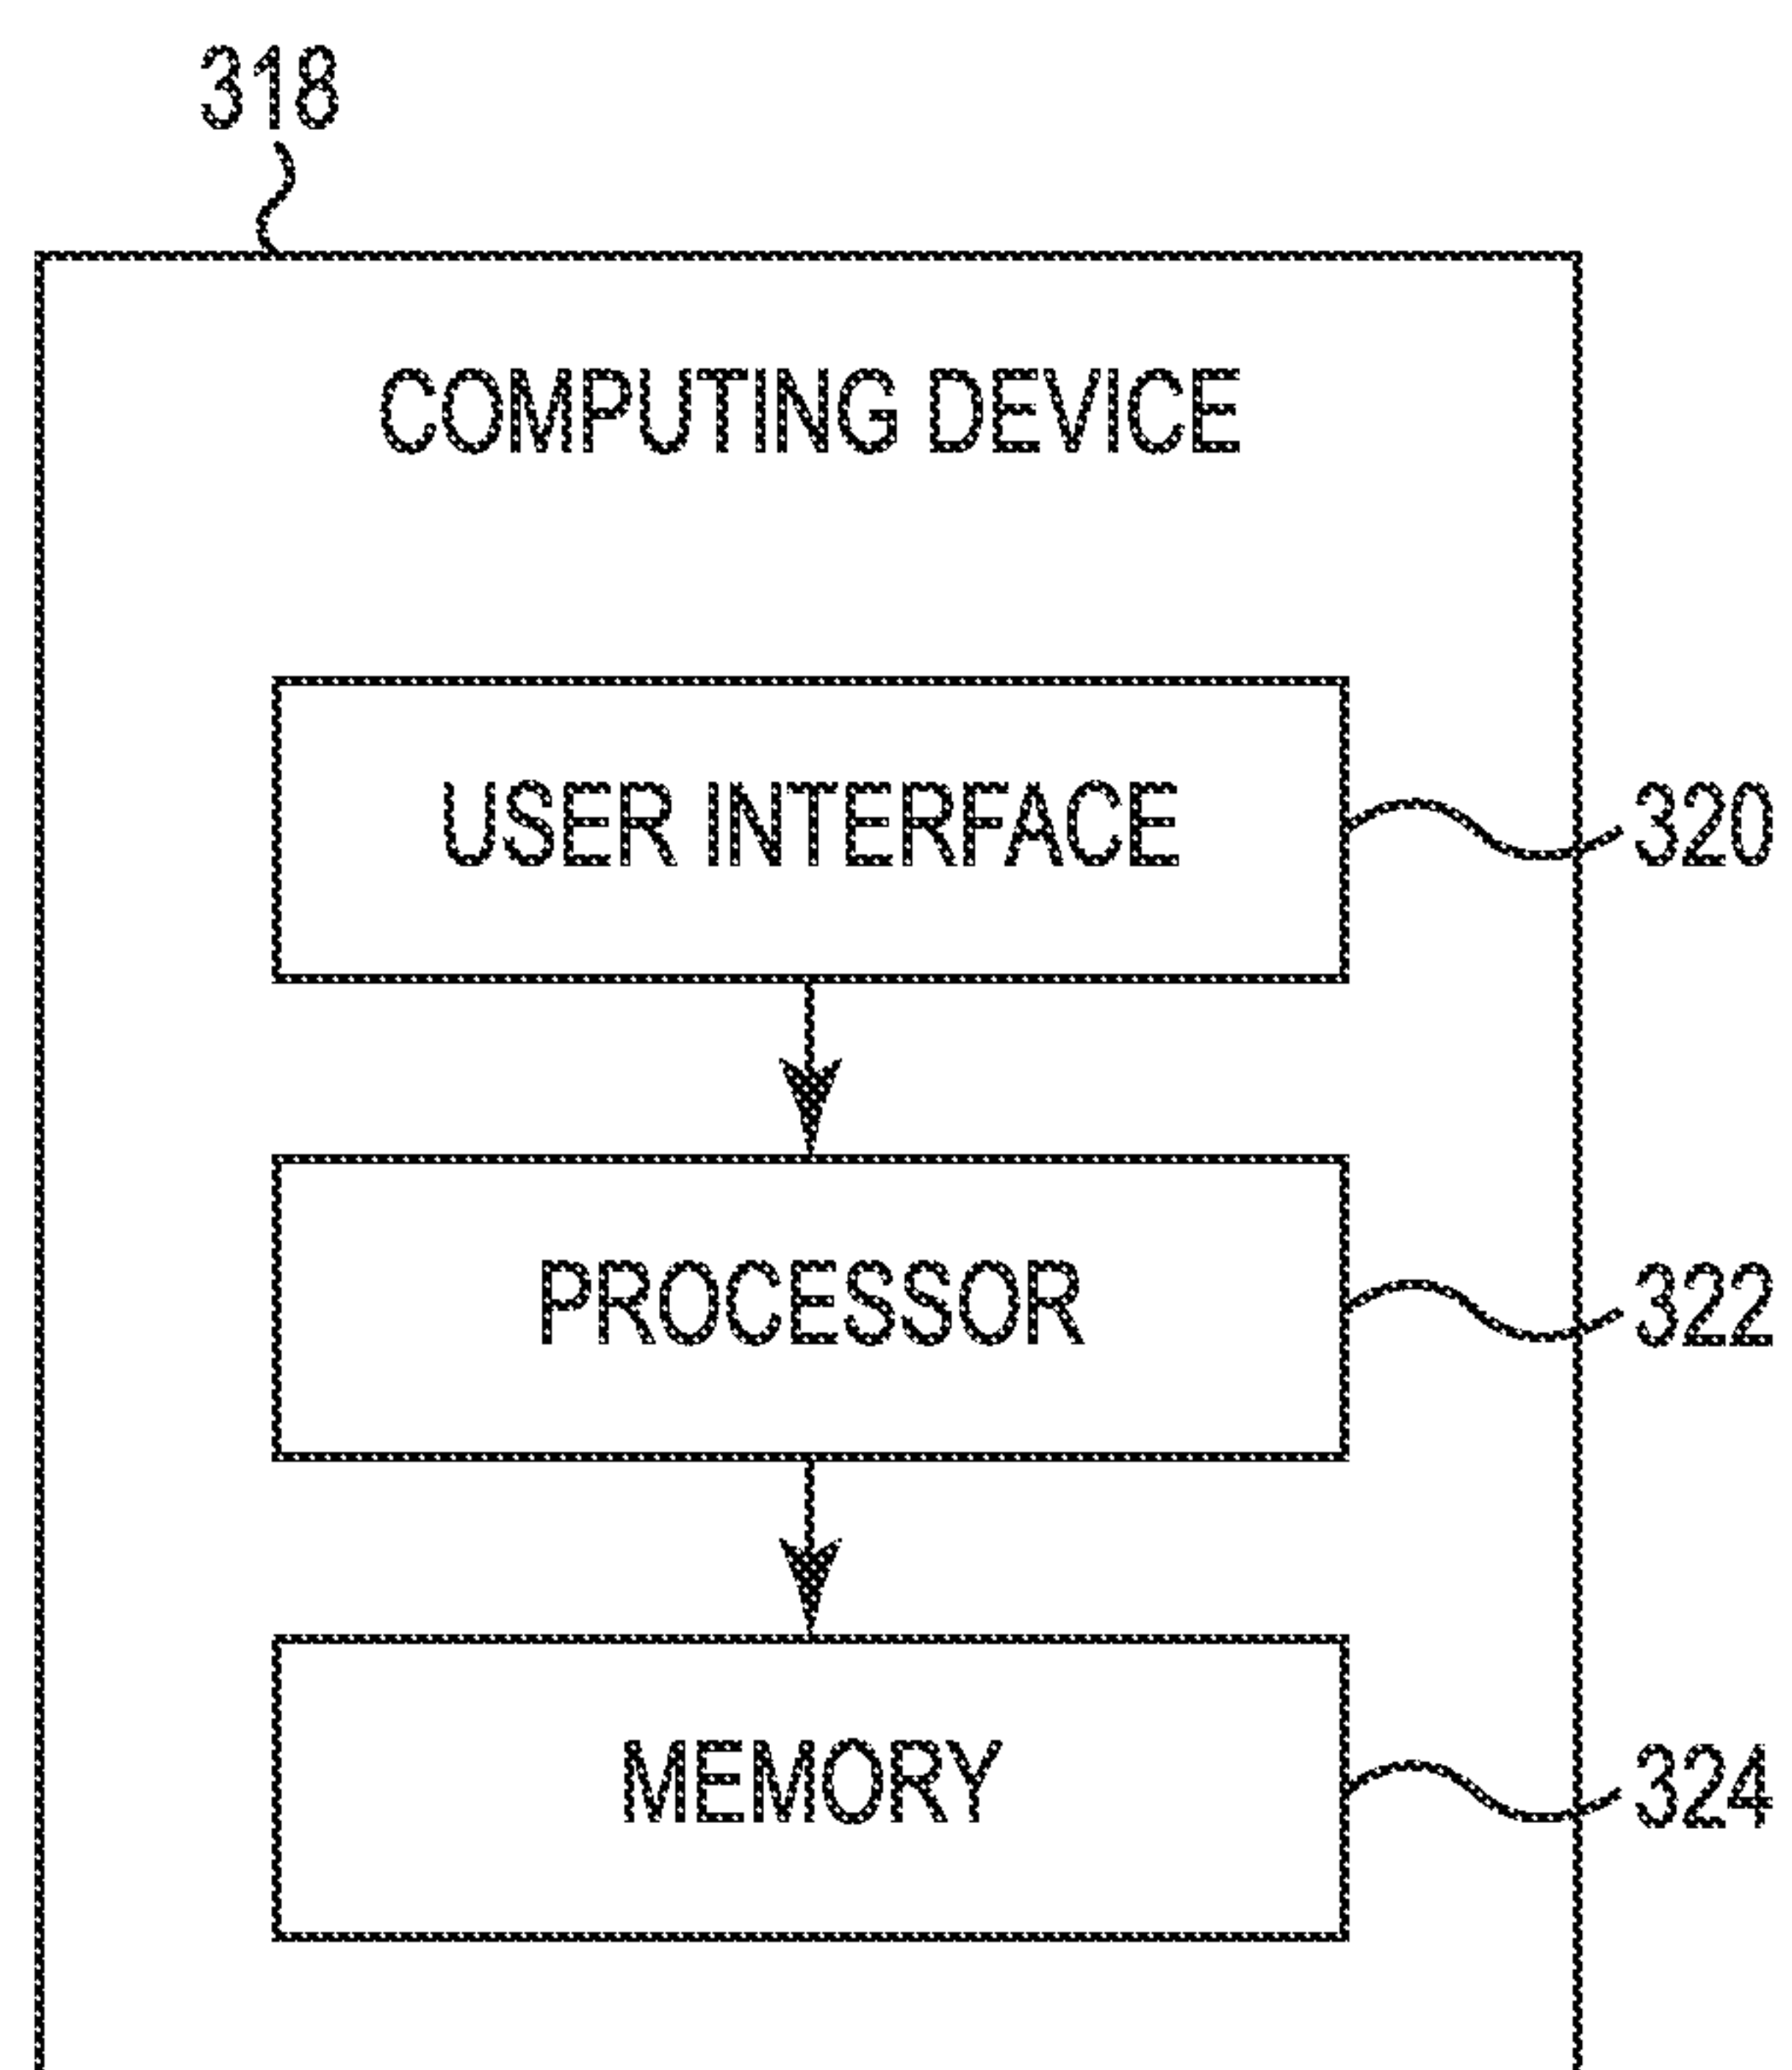 318
COMPUTING DEVICE
USER INTERFACE
320
PROCESSOR
322
MEMORY
324